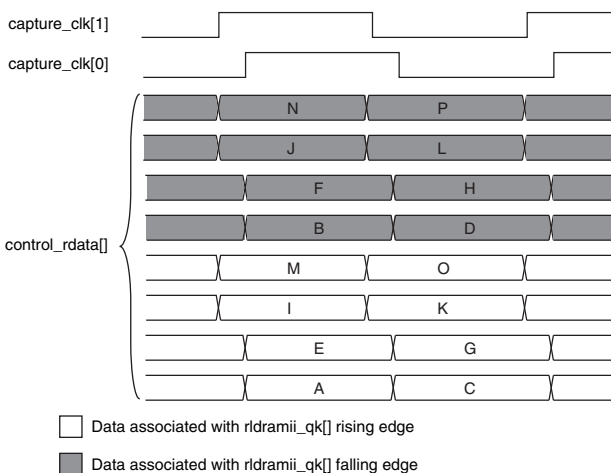 capture_clk[1]
capture_clk[0]
N P
J L
F H
B D
control_rdata[]
M O
I K
E G
A C
Data associated with rldramii_qk[] rising edge
Data associated with rldramii_qk[] falling edge